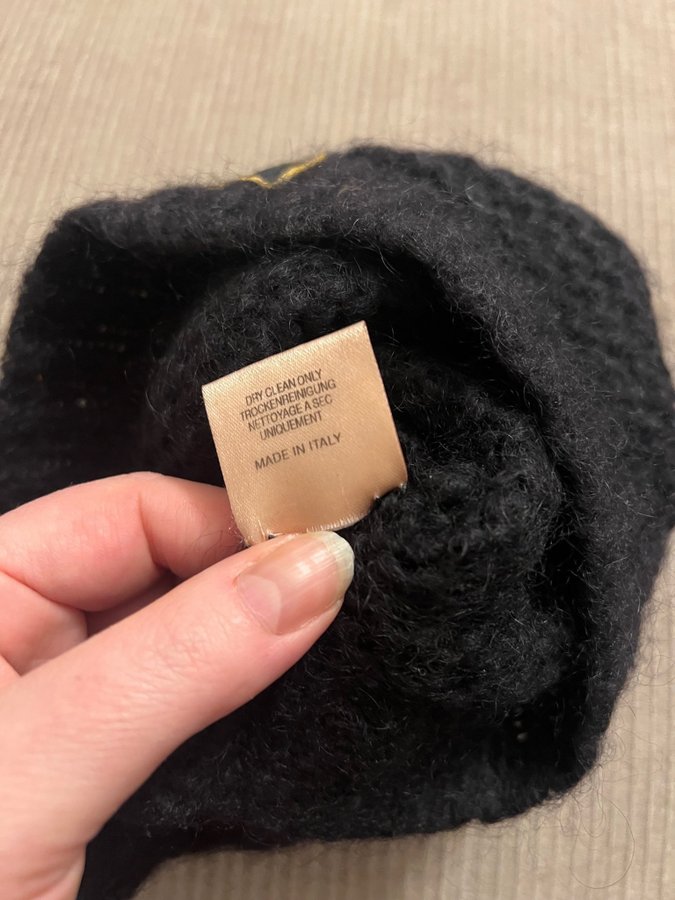 DRY CLEAN ONLY
TROCKENREINIGUNG
NETTOYAGE A SEC
UNIQUEMENT
MADE IN ITALY